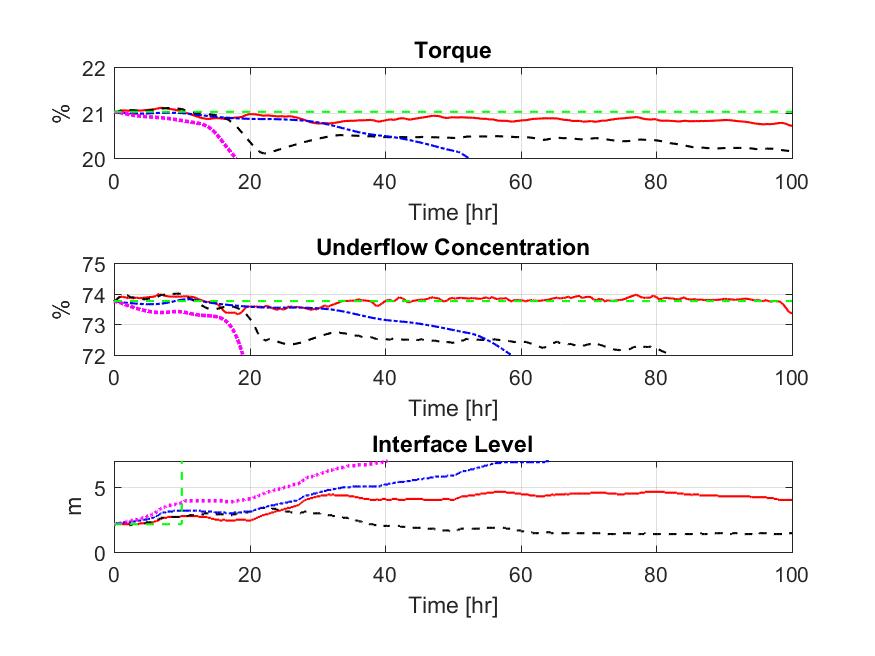 Torque
22
21
20
%
0 20 40 60 80 100
Time [hr]
Underflow Concentration
75
74
73
72
%
0 20 40 60 80 100
Time [hr]
Interface Level
5
0
m
0 20 40 60 80 100
Time [hr]